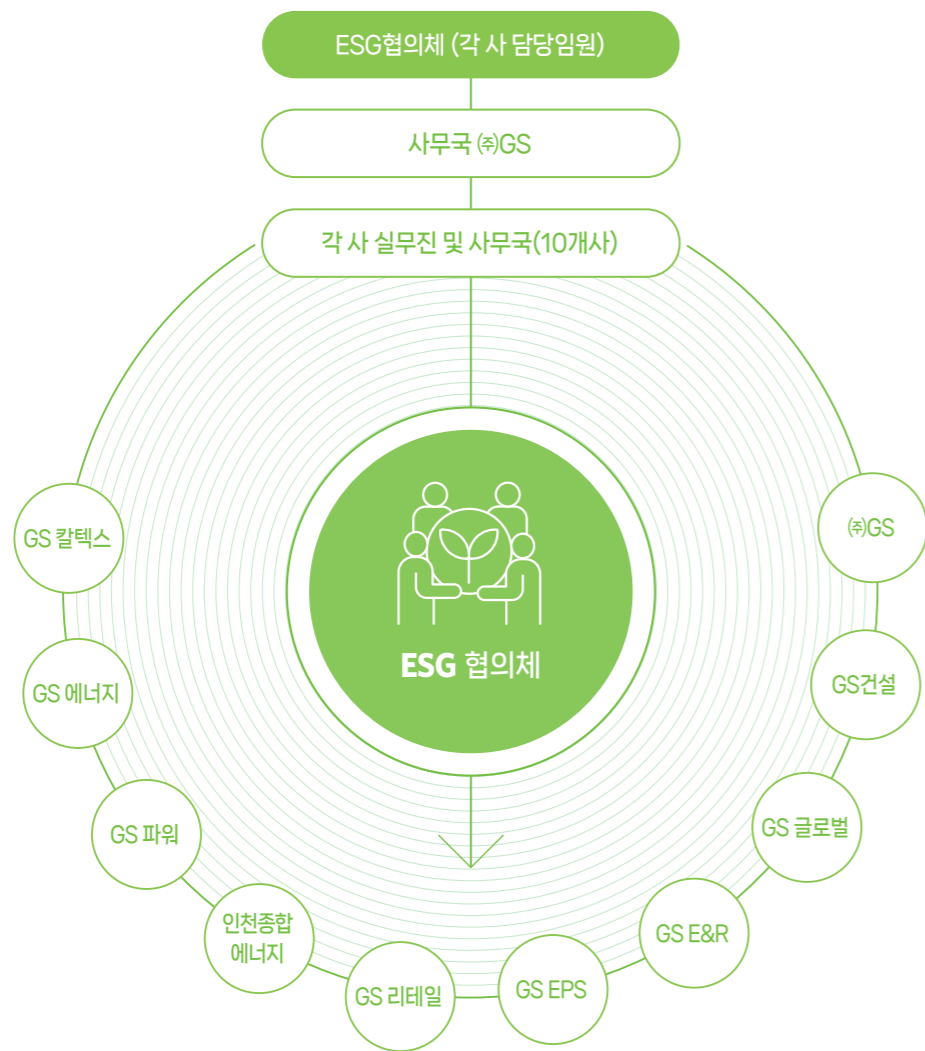 ESG협의체 (각 사 담당임원)
사무국 ㈜GS
각 사 실무진 및 사무국(10개사)
ESG 협의체
GS 칼텍스
GS 에너지
GS 파워
인천종합
에너지
GS 리테일
GS EPS
GS E&R
GS 글로벌
GS건설
㈜GS